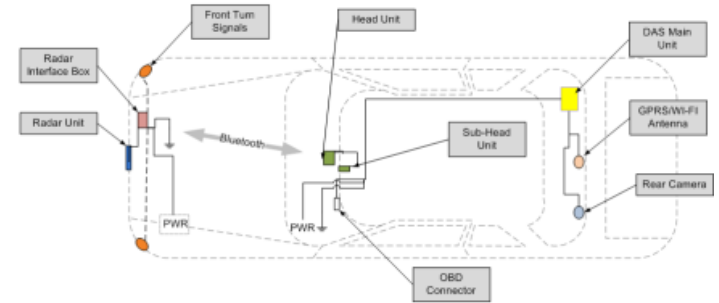 Front Turn
Signals
Head Unit
DAS Main
Unit
Radar
Interface Box
GPRS/WI-FI
Antenna
Radar Unit
Bluetooth
Sub-Head
Unit
Rear Camera
PWR
PWR
OBD
Connector